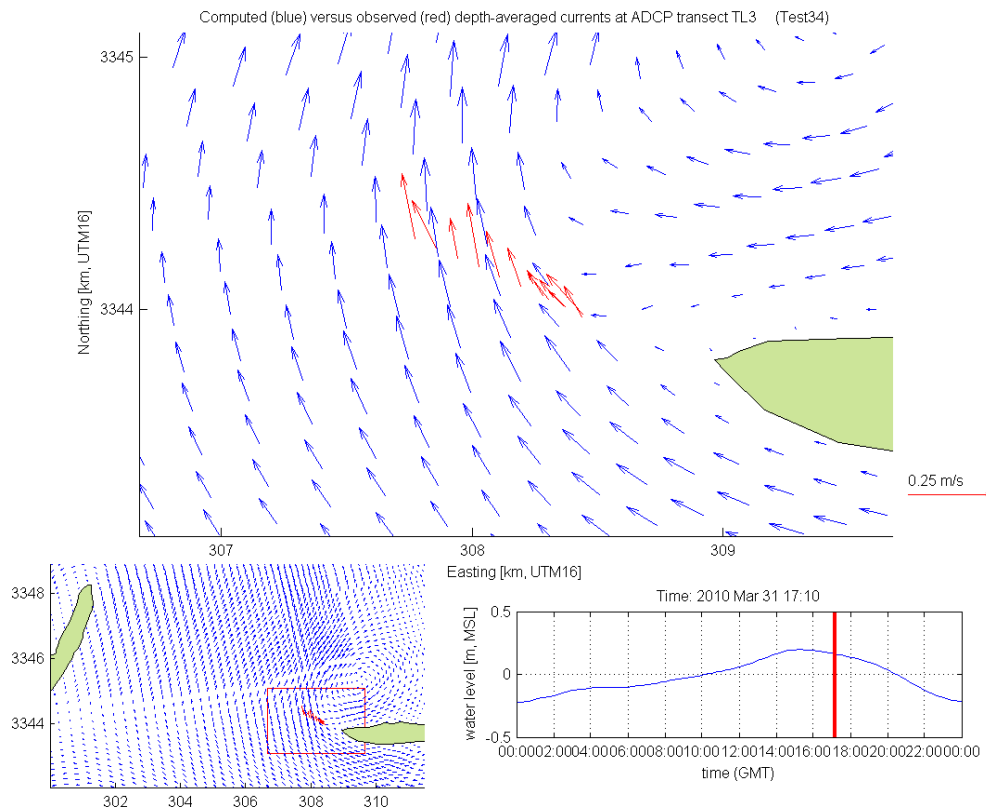 Computed (blue) versus observed (red) depth-averaged currents at ADCP transect TL3 (Test34)
3345
3344
Northing [km, UTM16]
307
308
309
0.25 m/s
Easting [km, UTM16]
3348
3346
3344
302
304
306
308
310
Time: 2010 Mar 31 17:10
0.5
0
-0.5
water level [m, MSL]
00:0002:0004:0006:0008:0010:0012:0014:0016:0018:0020:0022:0000:00
time (GMT)